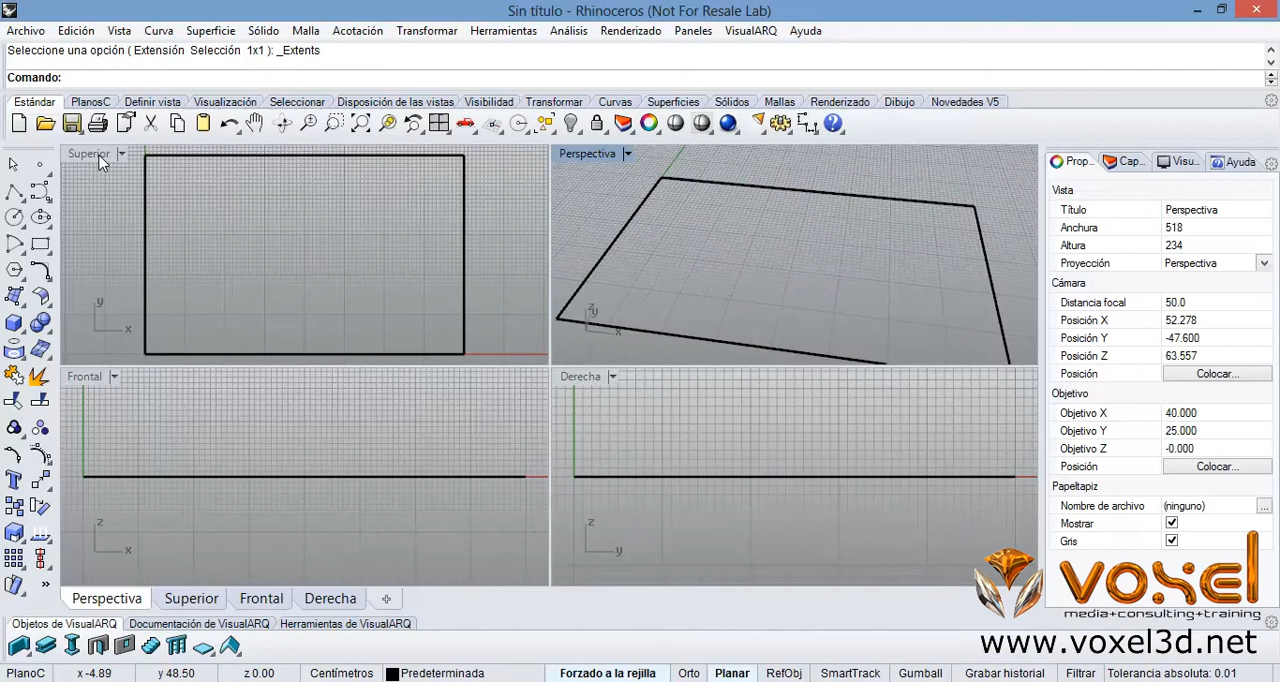 Sin título - Rhinoceros (Not For Resale Lab)
Archivo Edición Vista Curva Superficie Sólido Malla Acotación Transformar Herramientas Análisis Renderizado Paneles VisualARQ Ayuda
Seleccione una opción ( Extensión Selección 1x1 ): _Extents
Comando:
Estándar PlanosC Definir vista Visualización Seleccionar Disposición de las vistas Visibilidad Transformar Curvas Superficies Sólidos Mallas Renderizado Dibujo Novedades V5
Superior Perspectiva Prop... Cap... Visu... Ayuda
Vista
Título Perspectiva
Anchura 518
Altura 234
Proyección Perspectiva
Cámara
Distancia focal 50.0
Posición X 52.278
Posición Y -47.600
Posición Z 63.557
Posición Colocar...
Objetivo
Objetivo X 40.000
Objetivo Y 25.000
Objetivo Z -0.000
Posición Colocar...
Papeltapiz
Nombre de archivo (ninguno) ...
Mostrar
Gris
y x
z y x
Frontal Derecha
z x
z y
voxel
media+consulting+training
www.voxel3d.net
Perspectiva Superior Frontal Derecha
Objetos de VisualARQ Documentación de VisualARQ Herramientas de VisualARQ
PlanoC x -4.89 y 48.50 z 0.00 Centímetros Predeterminada Forzado a la rejilla Orto Planar RefObj SmartTrack Gumball Grabar historial Filtrar Tolerancia absoluta: 0.01